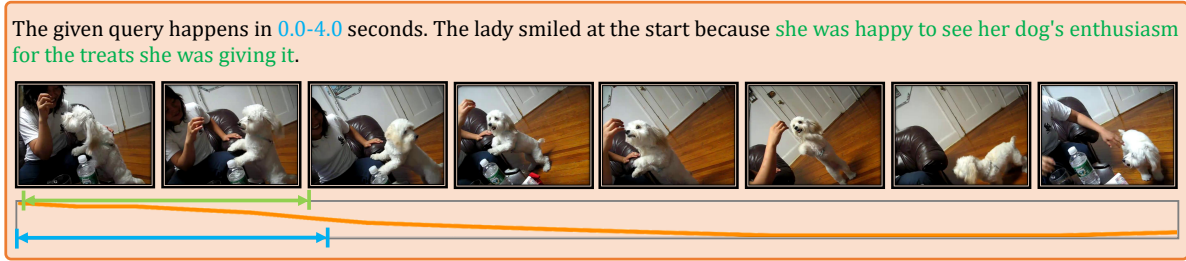 The given query happens in 0.0-4.0 seconds. The lady smiled at the start because she was happy to see her dog's enthusiasm
for the treats she was giving it.